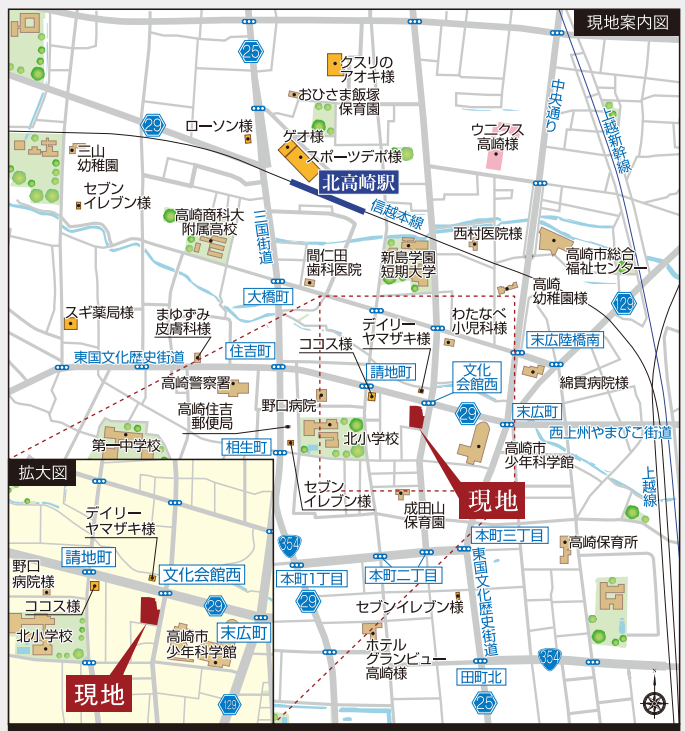 現地案内図
25
クスリの
アオキ様
おひさま飯塚
保育園
中央通り
上越新幹線
29
ローソン様
ゲオ様
スポーツデポ様
ウニクス
高崎様
三山
幼稚園
北高崎駅
セブン
イレブン様
信越本線
高崎商科大
附属高校
三国街道
西村医院様
間仁田
歯科医院
新島学園
短期大学
高崎市総合
福祉センター
高崎
幼稚園様
大橋町
129
スギ薬局様
まゆずみ
皮膚科様
デイリー
ヤマザキ様
わたなべ
小児科様
住吉町
ココス様
末広陸橋南
東国文化歴史街道
請地町
文化
会館西
綿貫病院様
高崎警察署
野口病院
29
末広町
高崎住吉
郵便局
西上州やまびこ街道
第一中学校
相生町
北小学校
高崎市
少年科学館
上越線
セブン
イレブン様
現地
成田山
保育園
本町三丁目
354
高崎保育所
本町1丁目
本町二丁目
東国文化歴史街道
29
セブンイレブン様
ホテル
グランビュー
高崎様
354
田町北
25
拡大図
デイリー
ヤマザキ様
請地町
野口
病院様
文化会館西
ココス様
29
末広町
北小学校
高崎市
少年科学館
現地
129